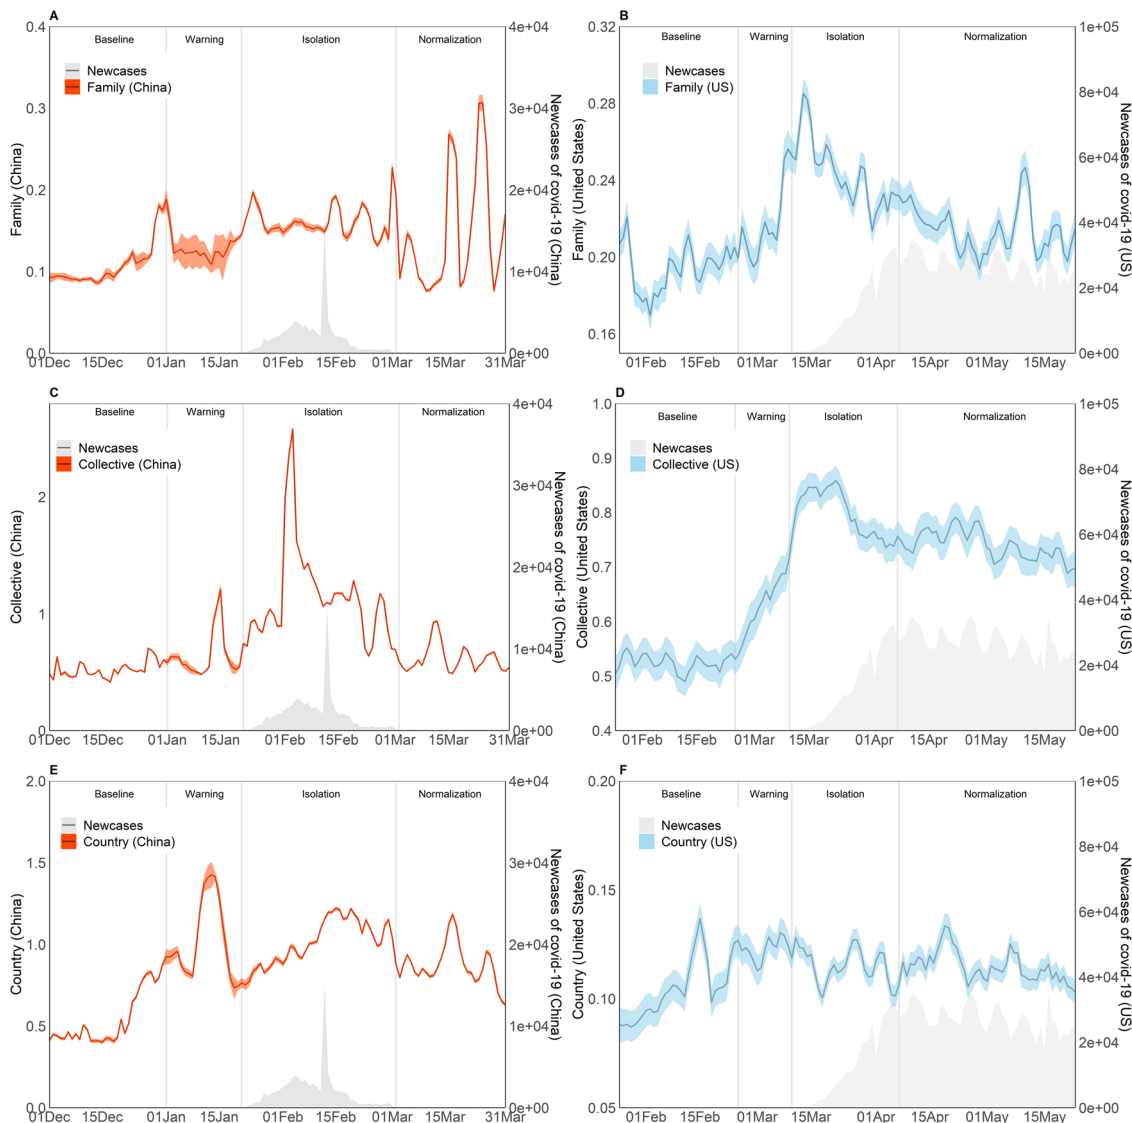 A
0.4
0.3
0.2
0.1
0.0
Family (China)
Baseline Warning Isolation Normalization
Newcases
Family (China)
4e+04
3e+04
2e+04
1e+04
0e+00
Newcases of covid-19 (China)
01Dec 15Dec 01Jan 15Jan 01Feb 15Feb 01Mar 15Mar 31Mar
B
0.32
0.28
0.24
0.20
0.16
Family (United States)
Baseline Warning Isolation Normalization
Newcases
Family (US)
1e+05
8e+04
6e+04
4e+04
2e+04
0e+00
Newcases of covid-19 (US)
01Feb 15Feb 01Mar 15Mar 01Apr 15Apr 01May 15May
C
2
1
0
Collective (China)
Baseline Warning Isolation Normalization
Newcases
Collective (China)
4e+04
3e+04
2e+04
1e+04
0e+00
Newcases of covid-19 (China)
01Dec 15Dec 01Jan 15Jan 01Feb 15Feb 01Mar 15Mar 31Mar
D
1.0
0.9
0.8
0.7
0.6
0.5
0.4
Collective (United States)
Baseline Warning Isolation Normalization
Newcases
Collective (US)
1e+05
8e+04
6e+04
4e+04
2e+04
0e+00
Newcases of covid-19 (US)
01Feb 15Feb 01Mar 15Mar 01Apr 15Apr 01May 15May
E
2.0
1.5
1.0
0.5
0.0
Country (China)
Baseline Warning Isolation Normalization
Newcases
Country (China)
4e+04
3e+04
2e+04
1e+04
0e+00
Newcases of covid-19 (China)
01Dec 15Dec 01Jan 15Jan 01Feb 15Feb 01Mar 15Mar 31Mar
F
0.20
0.15
0.10
0.05
Country (United States)
Baseline Warning Isolation Normalization
Newcases
Country (US)
1e+05
8e+04
6e+04
4e+04
2e+04
0e+00
Newcases of covid-19 (US)
01Feb 15Feb 01Mar 15Mar 01Apr 15Apr 01May 15May